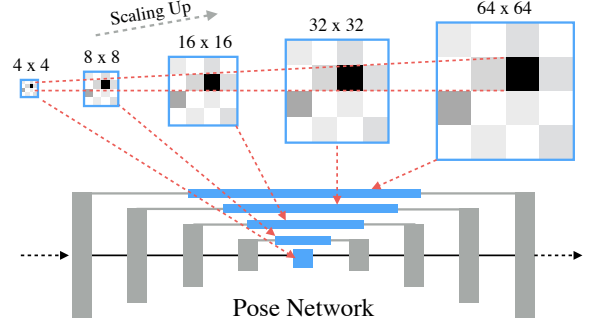 Scaling Up
4 x 4
8 x 8
16 x 16
32 x 32
64 x 64
Pose Network